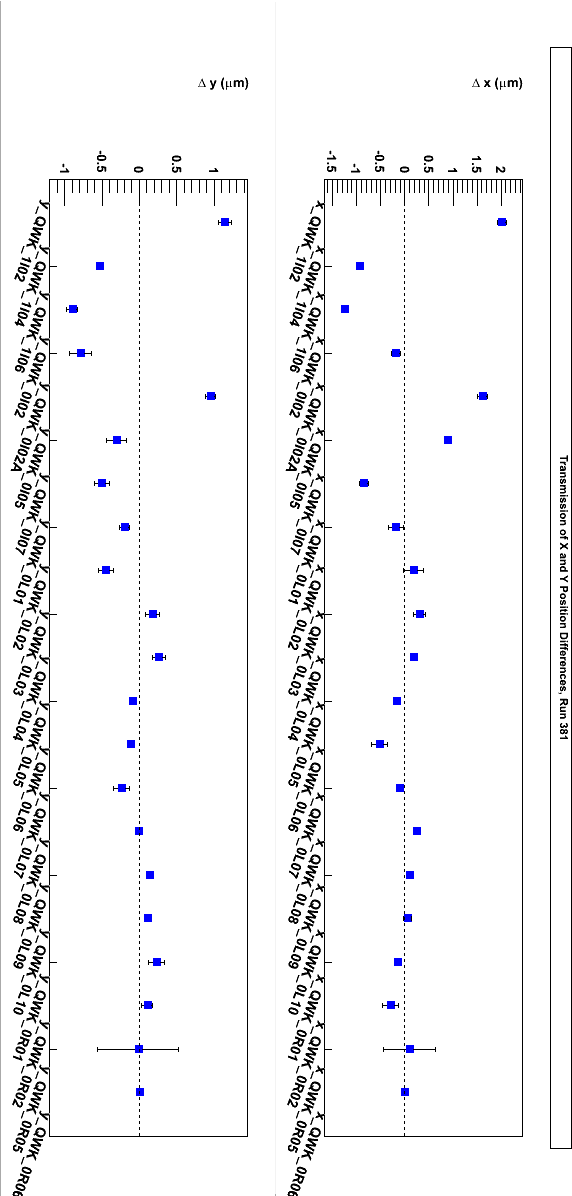 Transmission of X and Y Position Differences, Run 381
Δ x (μm)
2
1.5
1
0.5
0
-0.5
-1
-1.5
x_QWK_1I02
x_QWK_1I04
x_QWK_1I06
x_QWK_0I02
x_QWK_0I02A
x_QWK_0I05
x_QWK_0I07
x_QWK_0L01
x_QWK_0L02
x_QWK_0L03
x_QWK_0L04
x_QWK_0L05
x_QWK_0L06
x_QWK_0L07
x_QWK_0L08
x_QWK_0L09
x_QWK_0L10
x_QWK_0R01
x_QWK_0R02
x_QWK_0R05
x_QWK_0R06
Δ y (μm)
1
0.5
0
-0.5
-1
y_QWK_1I02
y_QWK_1I04
y_QWK_1I06
y_QWK_0I02
y_QWK_0I02A
y_QWK_0I05
y_QWK_0I07
y_QWK_0L01
y_QWK_0L02
y_QWK_0L03
y_QWK_0L04
y_QWK_0L05
y_QWK_0L06
y_QWK_0L07
y_QWK_0L08
y_QWK_0L09
y_QWK_0L10
y_QWK_0R01
y_QWK_0R02
y_QWK_0R05
y_QWK_0R06